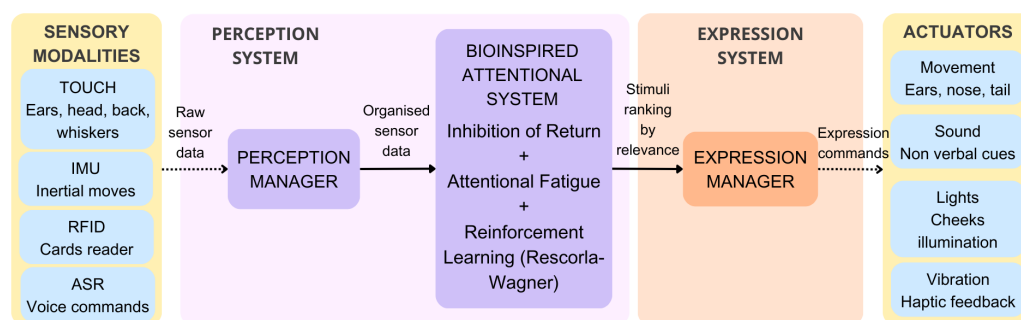 SENSORY
MODALITIES
TOUCH
Ears, head, back,
whiskers
IMU
Inertial moves
RFID
Cards reader
ASR
Voice commands
Raw
sensor
data
PERCEPTION
SYSTEM
PERCEPTION
MANAGER
Organised
sensor
data
BIOINSPIRED
ATTENTIONAL
SYSTEM
Inhibition of Return
+
Attentional Fatigue
+
Reinforcement
Learning (Rescorla-
Wagner)
Stimuli
ranking
by
relevance
EXPRESSION
SYSTEM
EXPRESSION
MANAGER
Expression
commands
ACTUATORS
Movement
Ears, nose, tail
Sound
Non verbal cues
Lights
Cheeks
illumination
Vibration
Haptic feedback